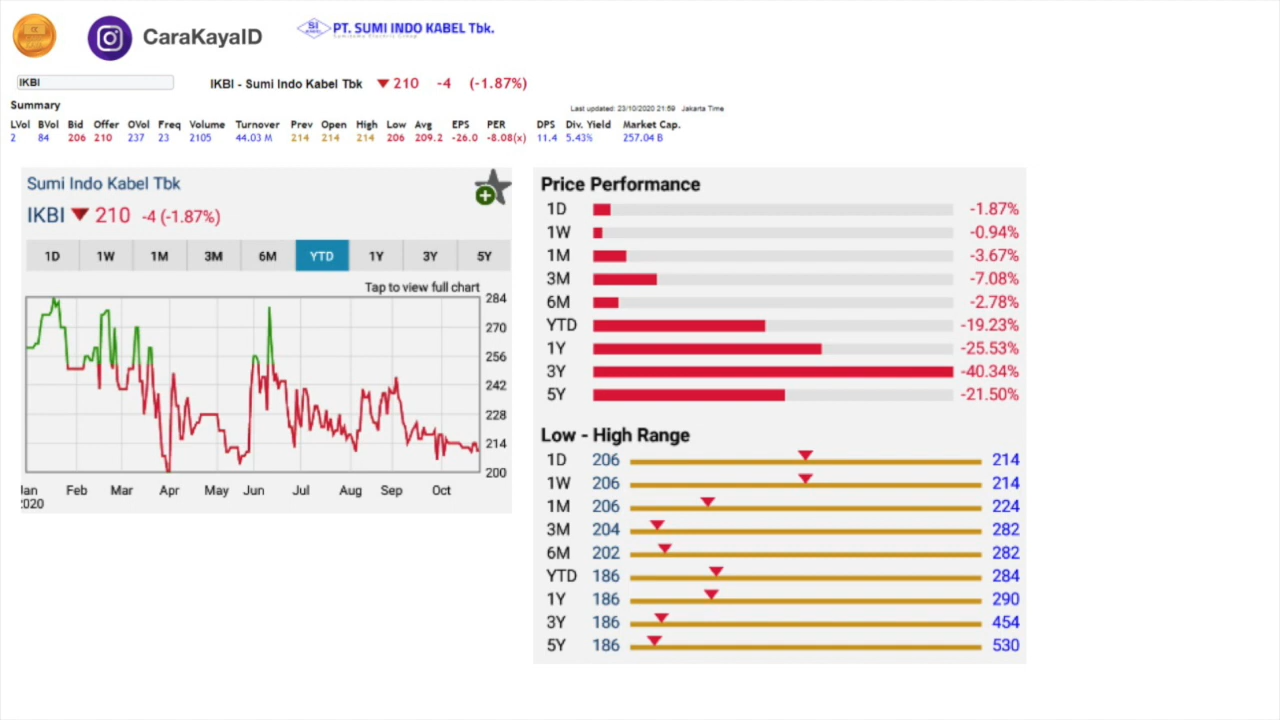 CaraKayaID
SI
PT. SUMI INDO KABEL Tbk.
Sumitomo Electric Group
IKBI
IKBI - Sumi Indo Kabel Tbk 210 -4 (-1.87%)
Summary
Last updated: 23/10/2020 21:59 Jakarta Time
LVol BVol Bid Offer OVol Freq Volume Turnover Prev Open High Low Avg EPS PER DPS Div. Yield Market Cap.
2 84 206 210 237 23 2105 44.03 M 214 214 214 206 209.2 -26.0 -8.08(x) 11.4 5.43% 257.04 B
Sumi Indo Kabel Tbk
IKBI 210 -4 (-1.87%)
1D 1W 1M 3M 6M YTD 1Y 3Y 5Y
Tap to view full chart
284
270
256
242
228
214
200
Jan Feb Mar Apr May Jun Jul Aug Sep Oct
2020
Price Performance
1D -1.87%
1W -0.94%
1M -3.67%
3M -7.08%
6M -2.78%
YTD -19.23%
1Y -25.53%
3Y -40.34%
5Y -21.50%
Low - High Range
1D 206 214
1W 206 214
1M 206 224
3M 204 282
6M 202 282
YTD 186 284
1Y 186 290
3Y 186 454
5Y 186 530